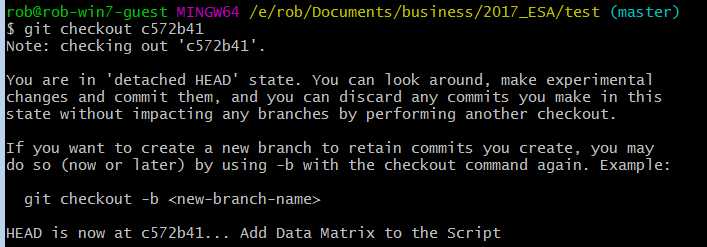 rob@rob-win7-guest MINGW64 /e/rob/Documents/business/2017_ESA/test (master)
$ git checkout c572b41
Note: checking out 'c572b41'.
You are in 'detached HEAD' state. You can look around, make experimental
changes and commit them, and you can discard any commits you make in this
state without impacting any branches by performing another checkout.
If you want to create a new branch to retain commits you create, you may
do so (now or later) by using -b with the checkout command again. Example:
git checkout -b <new-branch-name>
HEAD is now at c572b41... Add Data Matrix to the Script